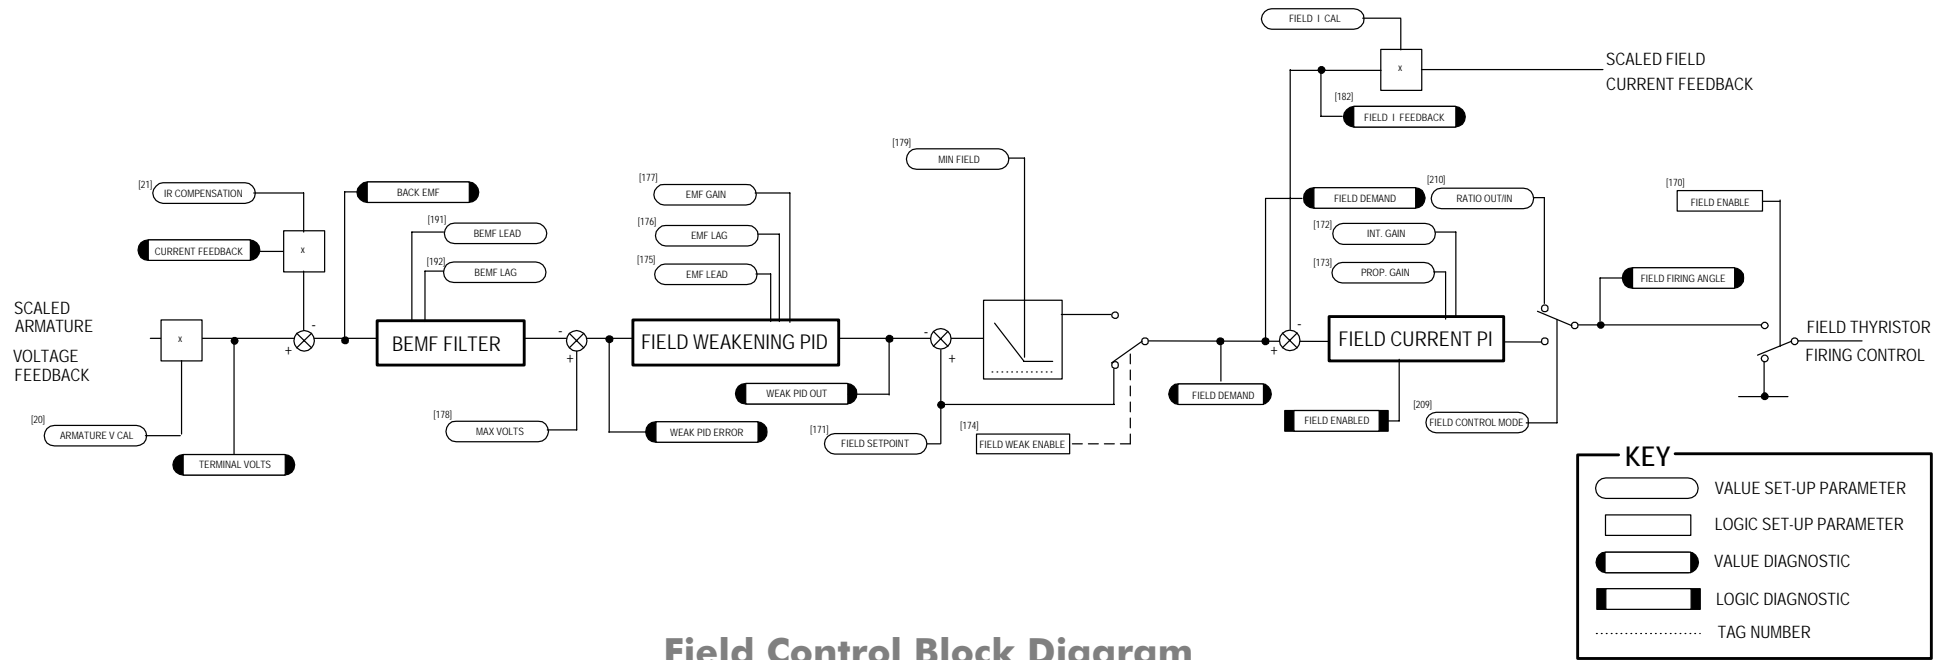 FIELD I CAL
x
SCALED FIELD
CURRENT FEEDBACK
[182]
FIELD I FEEDBACK
[179]
MIN FIELD
[21]
IR COMPENSATION
BACK EMF
[177]
EMF GAIN
FIELD DEMAND
[210]
RATIO OUT/IN
[170]
FIELD ENABLE
[191]
BEMF LEAD
[176]
EMF LAG
[172]
INT. GAIN
CURRENT FEEDBACK
x
[192]
BEMF LAG
[175]
EMF LEAD
[173]
PROP. GAIN
FIELD FIRING ANGLE
SCALED
ARMATURE
VOLTAGE
FEEDBACK
x
-
+
BEMF FILTER
-
+
FIELD WEAKENING PID
-
+
-
+
FIELD CURRENT PI
FIELD THYRISTOR
FIRING CONTROL
WEAK PID OUT
FIELD DEMAND
[20]
ARMATURE V CAL
[178]
MAX VOLTS
WEAK PID ERROR
[171]
FIELD SETPOINT
[174]
FIELD WEAK ENABLE
FIELD ENABLED
[209]
FIELD CONTROL MODE
TERMINAL VOLTS
KEY
VALUE SET-UP PARAMETER
LOGIC SET-UP PARAMETER
VALUE DIAGNOSTIC
LOGIC DIAGNOSTIC
TAG NUMBER
Field Control Block Diagram